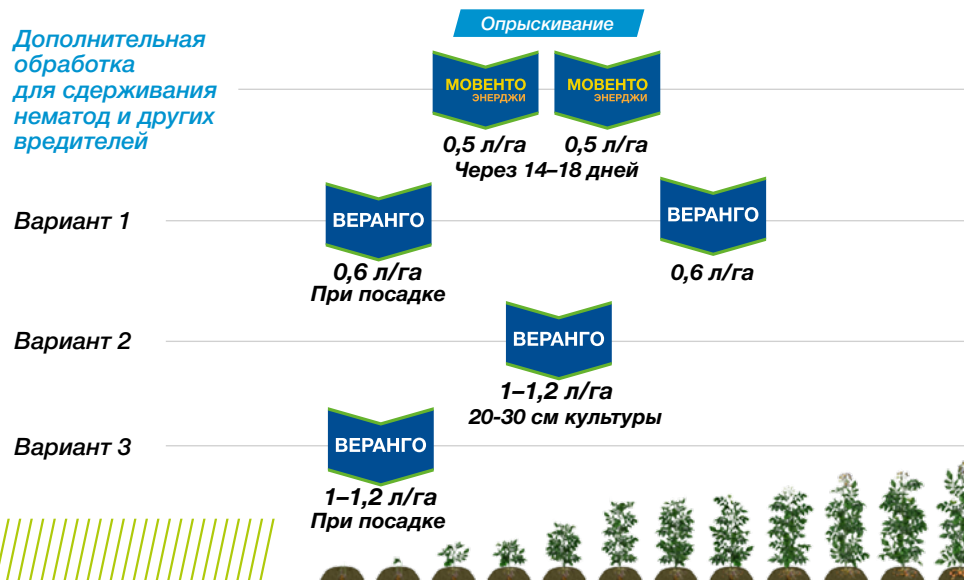 Опрыскивание
Дополнительная
обработка
для сдерживания
нематод и других
вредителей
МОВЕНТО
ЭНЕРДЖИ
МОВЕНТО
ЭНЕРДЖИ
0,5 л/га
0,5 л/га
Через 14–18 дней
Вариант 1
ВЕРАНГО
ВЕРАНГО
0,6 л/га
При посадке
0,6 л/га
Вариант 2
ВЕРАНГО
1–1,2 л/га
20-30 см культуры
Вариант 3
ВЕРАНГО
1–1,2 л/га
При посадке